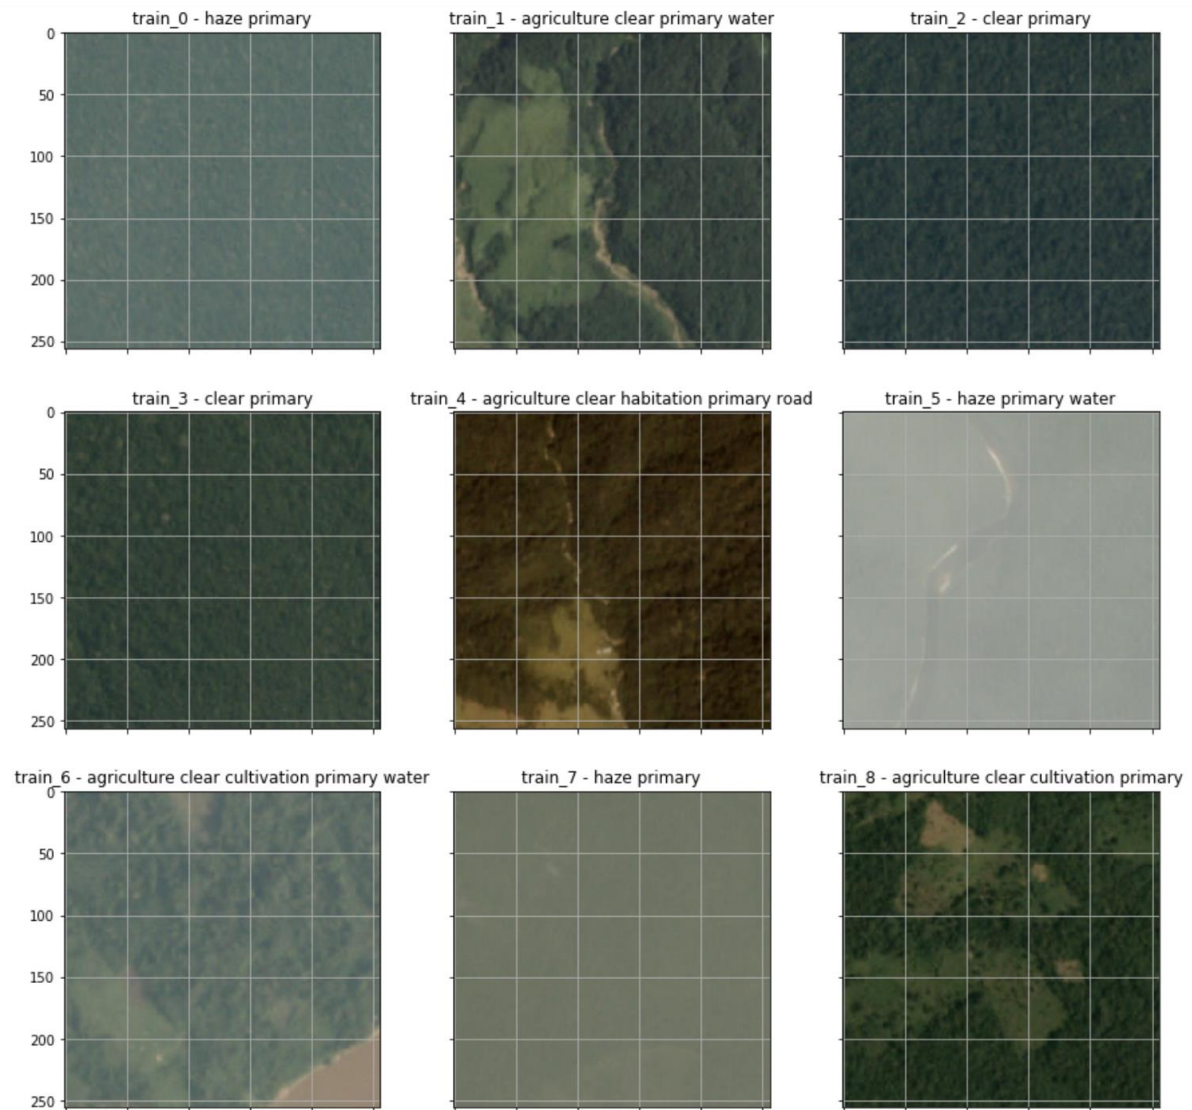 train_0 - haze primary
train_1 - agriculture clear primary water
train_2 - clear primary
0
50
100
150
200
250
train_3 - clear primary
train_4 - agriculture clear habitation primary road
train_5 - haze primary water
0
50
100
150
200
250
train_6 - agriculture clear cultivation primary water
train_7 - haze primary
train_8 - agriculture clear cultivation primary
0
50
100
150
200
250